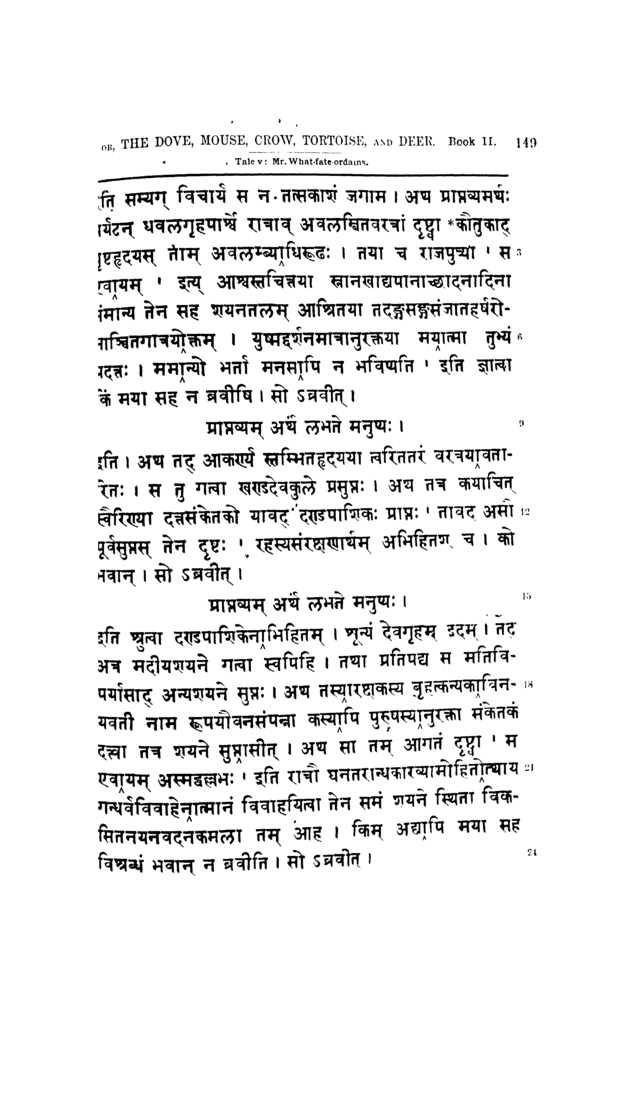 OR, THE DOVE, MOUSE, CROW, TORTOISE, AND DEER. Book II. 149
Tale v: Mr. What-fate-ordains.
ति सम्यग् विचार्य स न तत्सकाशं जगाम । अथ प्राप्तव्यमर्थः
र्यटन् धवलगृहपार्श्वे रात्राव् अवलम्बितवरत्रां दृष्ट्वा *कौतुकाद्
हृष्टहृदयस् ताम् अवलम्ब्याधिरूढः । तया च राजपुत्र्या ' स 3
एवायम् ' इत्य् आश्वस्तचित्तया स्नानखाद्यपानाच्छादनादिना
संमान्य तेन सह शयनतलम् आश्रितया तदङ्गसङ्गसंजातहर्षरो-
माञ्चितगात्रयोक्तम् । युष्मद्दर्शनमात्रानुरक्तया मयात्मा तुभ्यं 6
प्रदत्तः । ममान्यो भर्ता मनसापि न भविष्यति ' इति ज्ञात्वा
किं मया सह न ब्रवीषि । सो ऽब्रवीत् ।
प्राप्तव्यम् अर्थं लभते मनुष्यः । 9
इति । अथ तद् आकर्ण्य स्तम्भितहृदयया त्वरिततरं वरत्रयावता-
रितः । स तु गत्वा खण्डदेवकुले प्रसुप्तः । अथ तत्र कयाचित्
स्वैरिण्या दत्तसंकेतको यावद् दण्डपाशिकः प्राप्तः ' तावद् असौ 12
पूर्वसुप्तस् तेन दृष्टः ' रहस्यसंरक्षणार्थम् अभिहितश् च । को
भवान् । सो ऽब्रवीत् ।
प्राप्तव्यम् अर्थं लभते मनुष्यः । 15
इति श्रुत्वा दण्डपाशिकेनाभिहितम् । शून्यं देवगृहम् इदम् । तद्
अत्र मदीयशयने गत्वा स्वपिहि । तथा प्रतिपद्य स मतिवि-
पर्यासाद् अन्यशयने सुप्तः । अथ तस्यारक्षकस्य बृहत्कन्यका विन- 18
यवती नाम रूपयौवनसंपन्ना कस्यापि पुरुषस्यानुरक्ता संकेतकं
दत्त्वा तत्र शयने सुप्तासीत् । अथ सा तम् आगतं दृष्ट्वा ' स
एवायम् अस्मद्वल्लभः ' इति रात्रौ घनतरान्धकारव्यामोहितोत्थाय 21
गन्धर्वविवाहेनात्मानं विवाहयित्वा तेन समं शयने स्थिता विक-
सितनयनवदनकमला तम् आह । किम् अद्यापि मया सह
विश्रब्धं भवान् न ब्रवीति । सो ऽब्रवीत् । 24